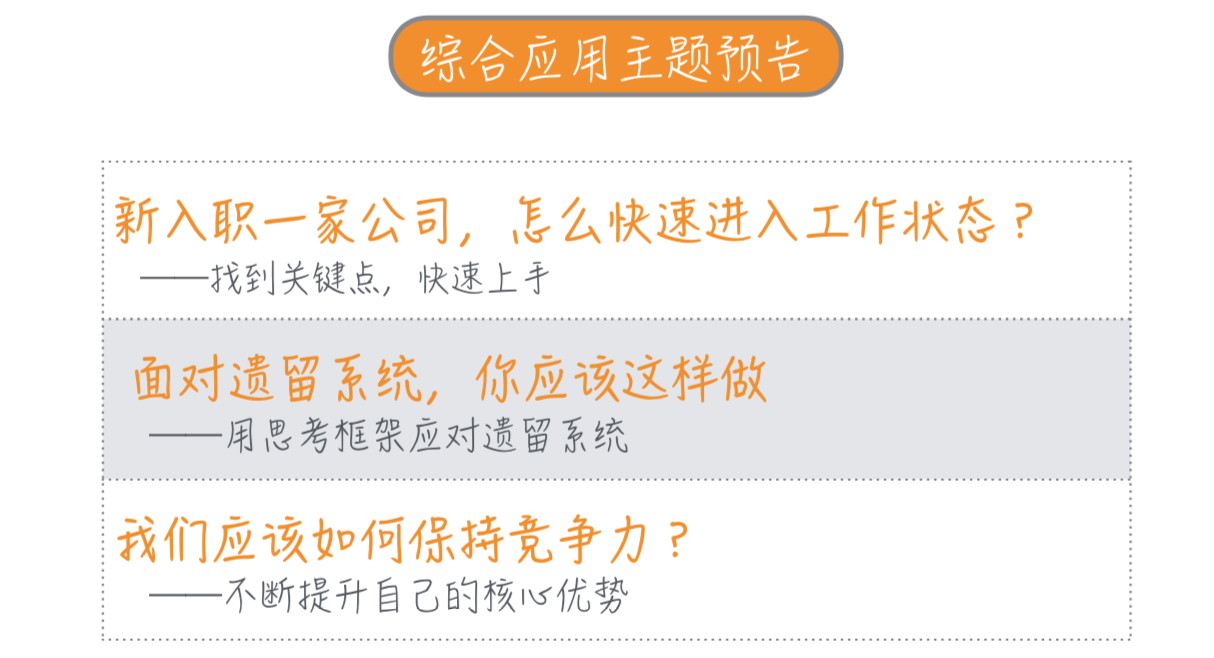 综合应用主题预告
新入职一家公司，怎么快速进入工作状态？
——找到关键点，快速上手
面对遗留系统，你应该这样做
——用思考框架应对遗留系统
我们应该如何保持竞争力？
——不断提升自己的核心优势